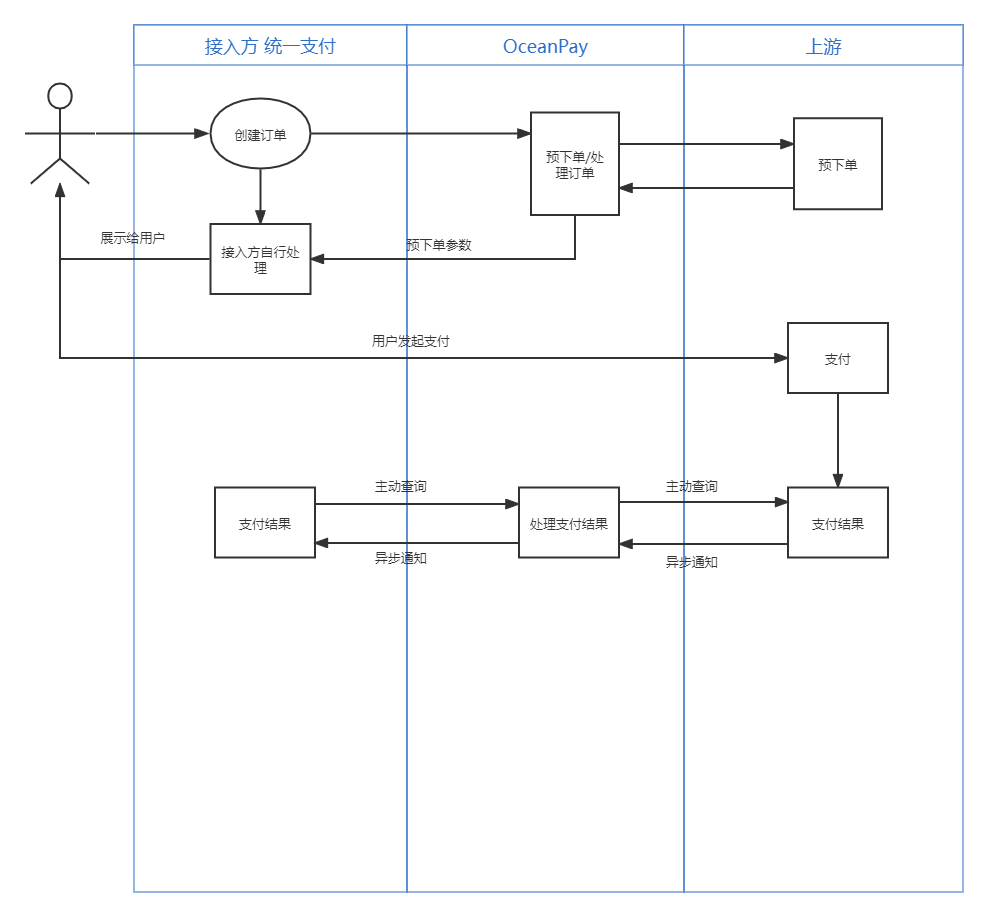 接入方 统一支付
OceanPay
上游
创建订单
预下单/处
理订单
预下单
展示给用户
接入方自行处
理
预下单参数
用户发起支付
支付
主动查询
主动查询
支付结果
处理支付结果
支付结果
异步通知
异步通知